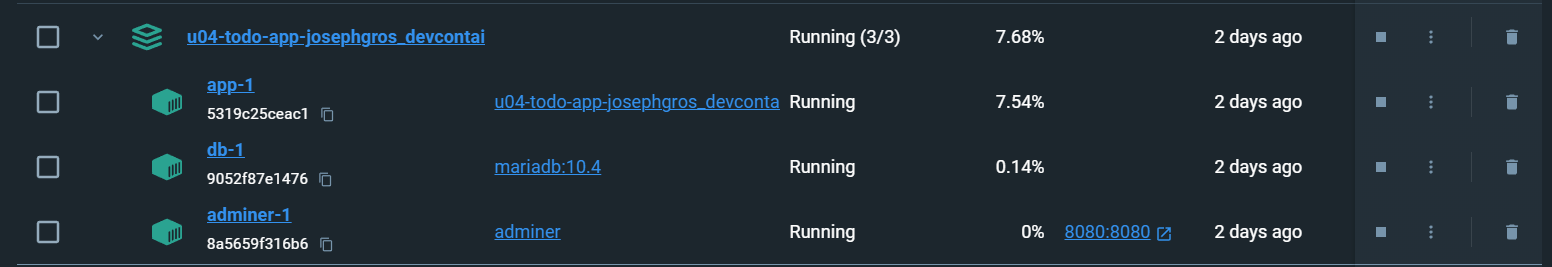 u04-todo-app-josephgros_devcontai Running (3/3) 7.68% 2 days ago
app-1
5319c25ceac1 u04-todo-app-josephgros_devconta Running 7.54% 2 days ago
db-1
9052f87e1476 mariadb:10.4 Running 0.14% 2 days ago
adminer-1
8a5659f316b6 adminer Running 0% 8080:8080 2 days ago